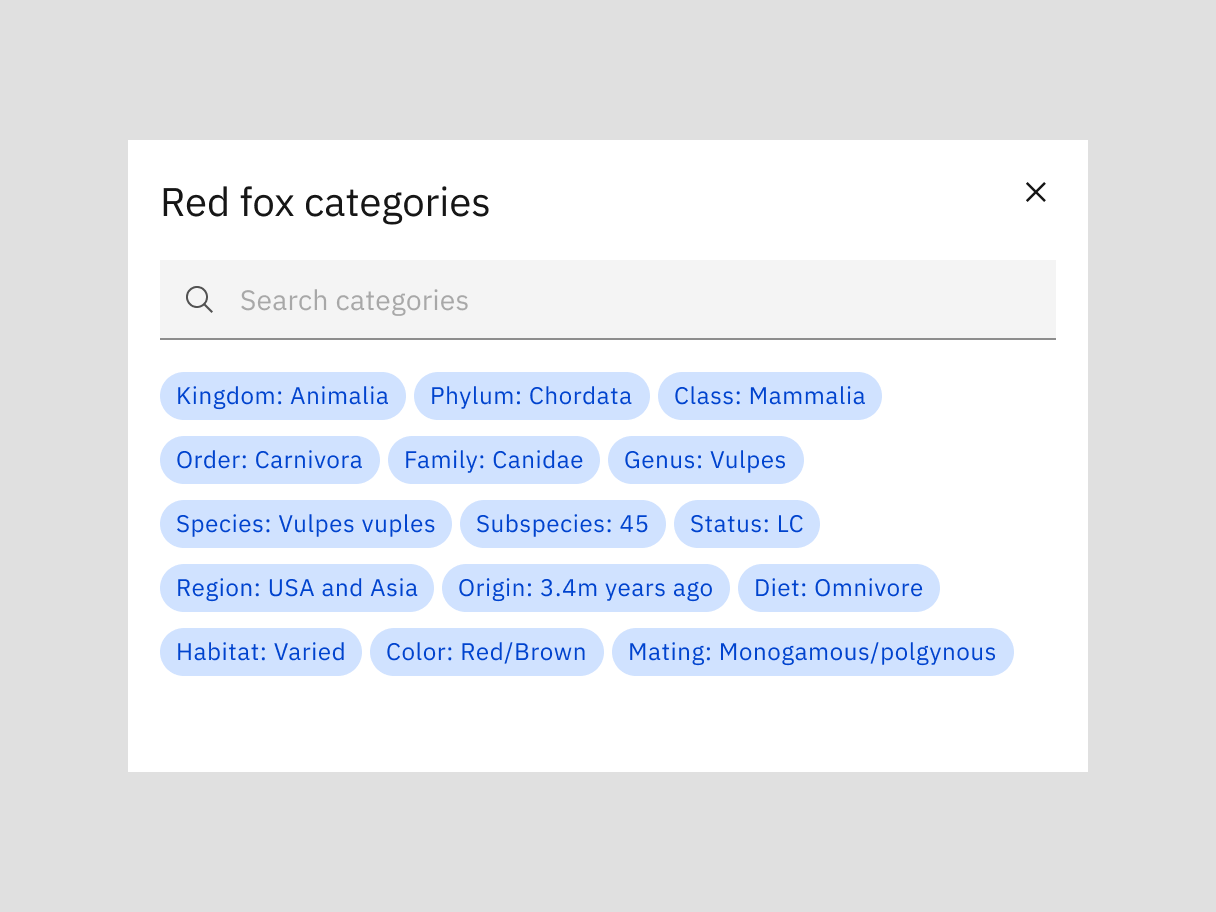 Red fox categories
Search categories
Kingdom: Animalia Phylum: Chordata Class: Mammalia
Order: Carnivora Family: Canidae Genus: Vulpes
Species: Vulpes vuples Subspecies: 45 Status: LC
Region: USA and Asia Origin: 3.4m years ago Diet: Omnivore
Habitat: Varied Color: Red/Brown Mating: Monogamous/polgynous